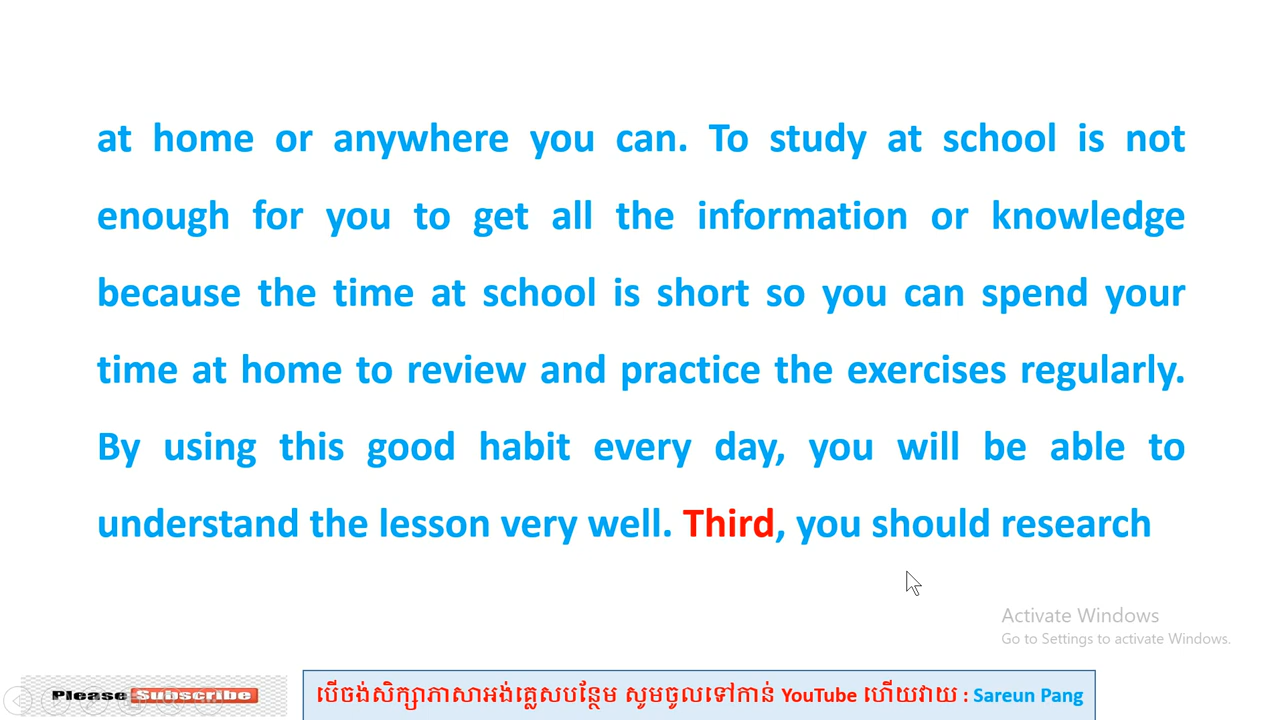 at home or anywhere you can. To study at school is not
enough for you to get all the information or knowledge
because the time at school is short so you can spend your
time at home to review and practice the exercises regularly.
By using this good habit every day, you will be able to
understand the lesson very well. Third, you should research
Activate Windows
Go to Settings to activate Windows.
Please Subscribe
បើចង់សិក្សាភាសាអង់គ្លេសបន្ថែម សូមចូលទៅកាន់ YouTube ហើយវាយ : Sareun Pang